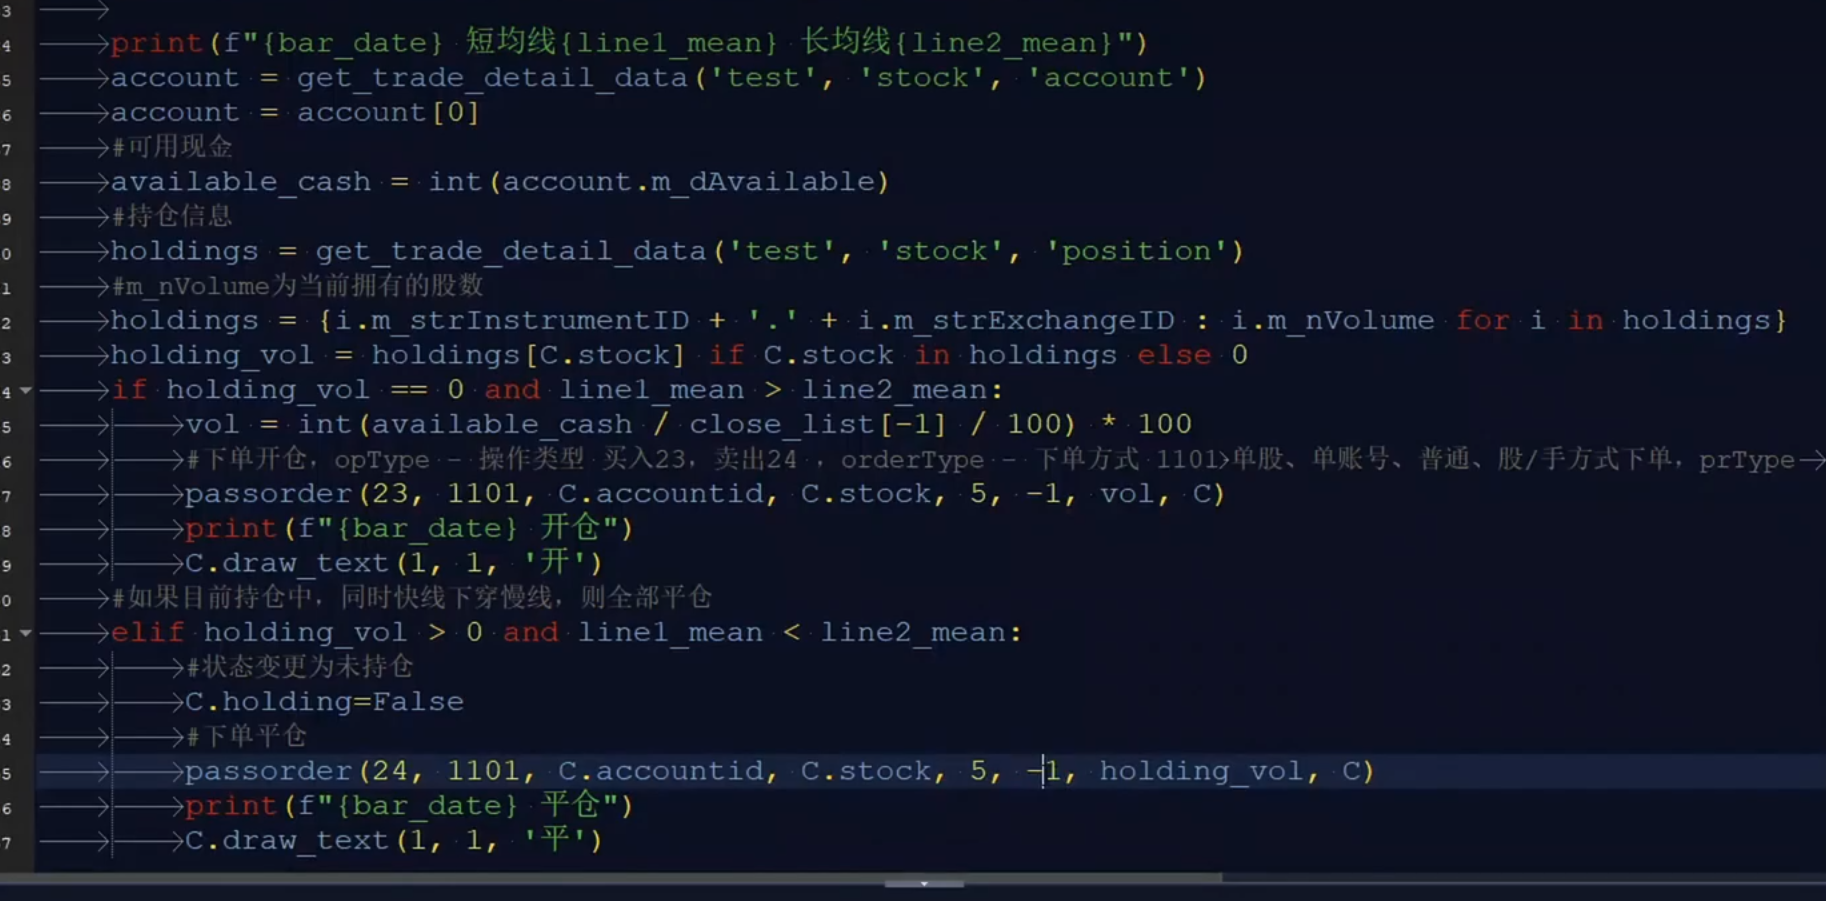 3
4 print(f"{bar_date} 短均线{line1_mean} 长均线{line2_mean}")
5 account = get_trade_detail_data('test', 'stock', 'account')
6 account = account[0]
7 #可用现金
8 available_cash = int(account.m_dAvailable)
9 #持仓信息
0 holdings = get_trade_detail_data('test', 'stock', 'position')
1 #m_nVolume为当前拥有的股数
2 holdings = {i.m_strInstrumentID + '.' + i.m_strExchangeID : i.m_nVolume for i in holdings}
3 holding_vol = holdings[C.stock] if C.stock in holdings else 0
4 if holding_vol == 0 and line1_mean > line2_mean:
5 vol = int(available_cash / close_list[-1] / 100) * 100
6 #下单开仓，opType - 操作类型 买入23，卖出24 ，orderType - 下单方式 1101 单股、单账号、普通、股/手方式下单，prType
7 passorder(23, 1101, C.accountid, C.stock, 5, -1, vol, C)
8 print(f"{bar_date} 开仓")
9 C.draw_text(1, 1, '开')
0 #如果目前持仓中，同时快线下穿慢线，则全部平仓
1 elif holding_vol > 0 and line1_mean < line2_mean:
2 #状态变更为未持仓
3 C.holding=False
4 #下单平仓
5 passorder(24, 1101, C.accountid, C.stock, 5, -1, holding_vol, C)
6 print(f"{bar_date} 平仓")
7 C.draw_text(1, 1, '平')